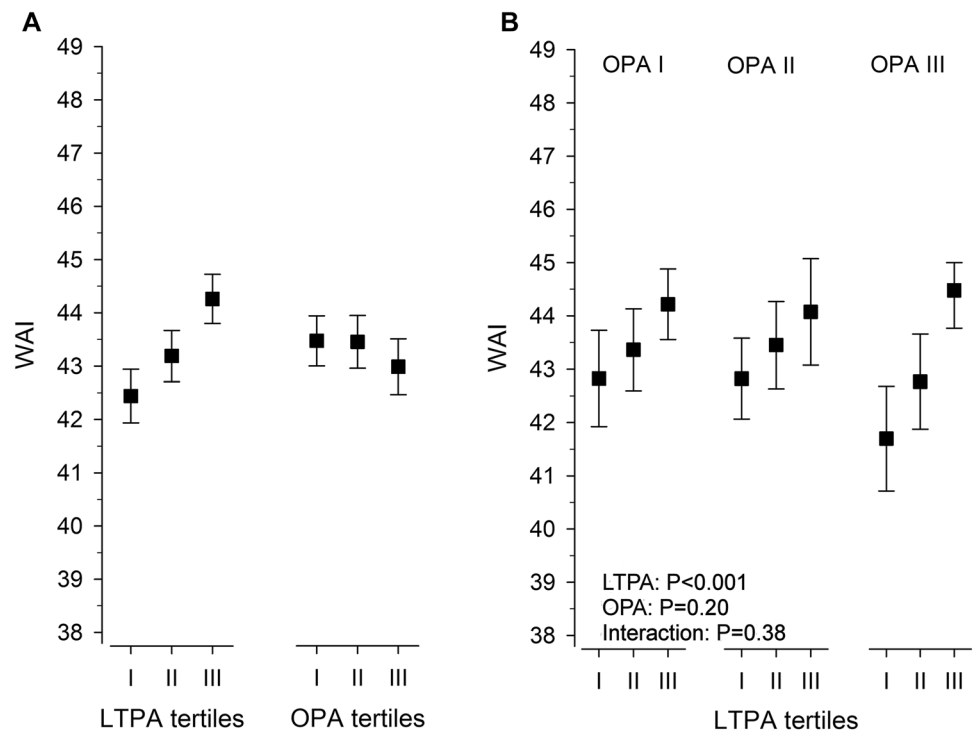 A
49
48
47
46
45
44
43
42
41
40
39
38
WAI
I II III
LTPA tertiles
I II III
OPA tertiles
B
OPA I OPA II OPA III
49
48
47
46
45
44
43
42
41
40
39
38
WAI
LTPA: P<0.001
OPA: P=0.20
Interaction: P=0.38
I II III I II III I II III
LTPA tertiles